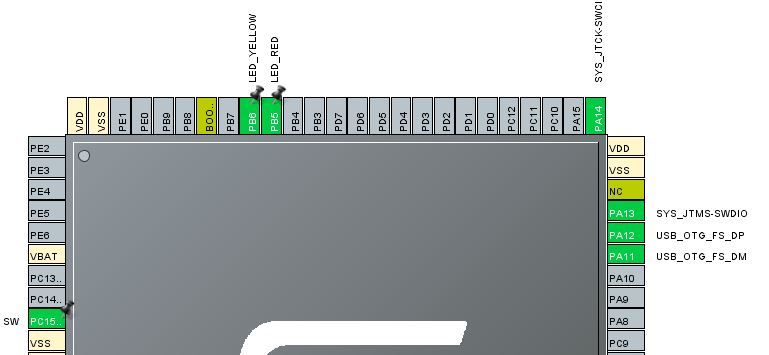 LED_YELLOW
LED_RED
SYS_JTCK-SWCL
VDD
VSS
PE1
PE0
PB9
PB8
BOO..
PB7
PB6
PB5
PB4
PB3
PD7
PD6
PD5
PD4
PD3
PD2
PD1
PD0
PC12
PC11
PC10
PA15
PA14
PE2
PE3
PE4
PE5
PE6
VBAT
PC13..
PC14..
SW PC15..
VSS
VDD
VSS
NC
PA13 SYS_JTMS-SWDIO
PA12 USB_OTG_FS_DP
PA11 USB_OTG_FS_DM
PA10
PA9
PA8
PC9